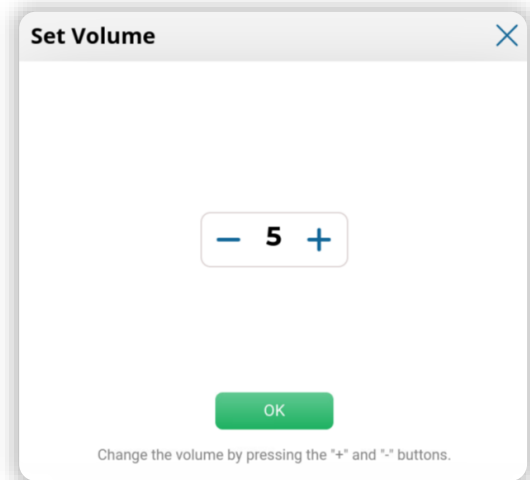 Set Volume
− 5 +
OK
Change the volume by pressing the "+" and "-" buttons.